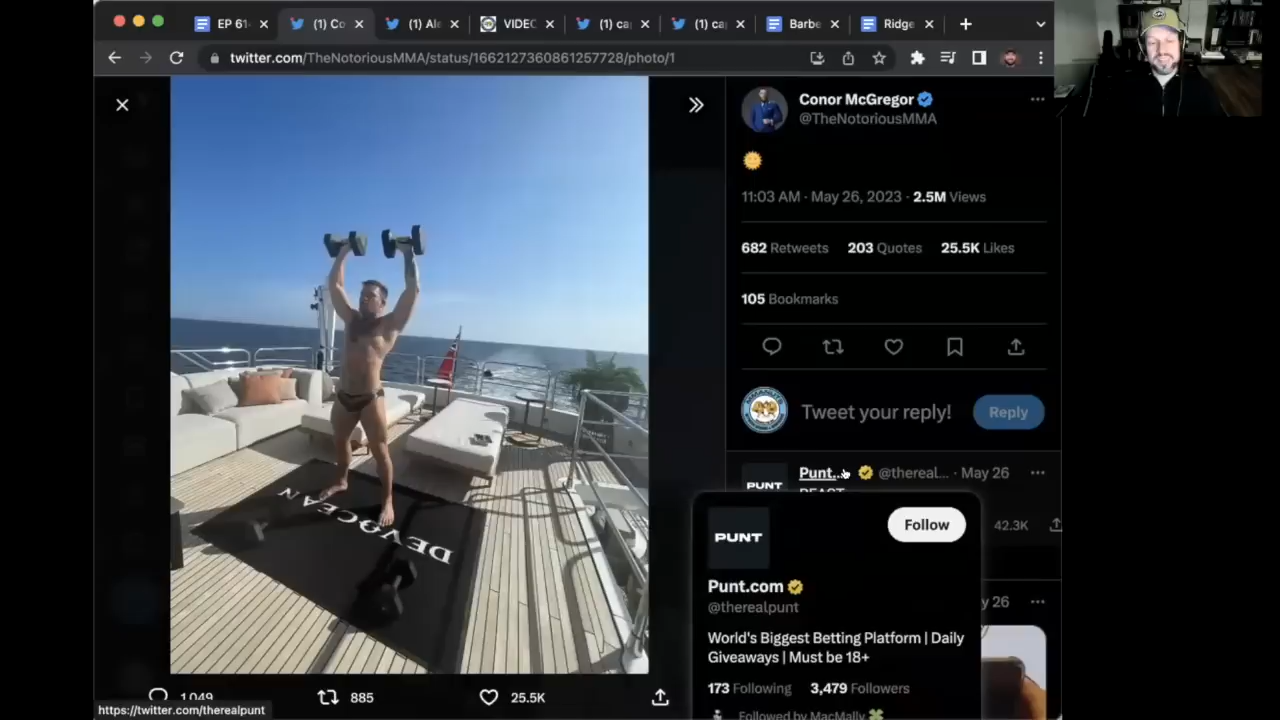 EP 61-
(1) Co
(1) Ale
VIDEC
(1) ca
(1) ca
Barbe
Ridge
twitter.com/TheNotoriousMMA/status/1662127360861257728/photo/1
Conor McGregor
@TheNotoriousMMA
11:03 AM · May 26, 2023 · 2.5M Views
682 Retweets 203 Quotes 25.5K Likes
105 Bookmarks
Tweet your reply!
Reply
Punt... @thereal... · May 26
PUNT
REACT
42.3K
PUNT
Follow
Punt.com
@therealpunt
y 26
World's Biggest Betting Platform | Daily
Giveaways | Must be 18+
173 Following 3,479 Followers
Followed by MacMally
DEVOCEAN
1,049
885
25.5K
https://twitter.com/therealpunt